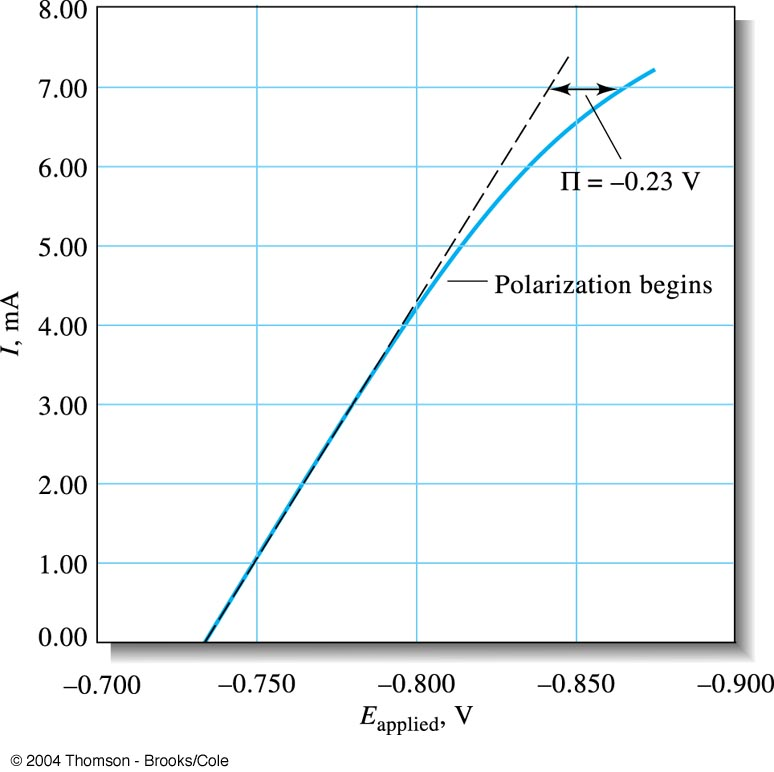 8.00
7.00
6.00
5.00
4.00
3.00
2.00
1.00
0.00
I, mA
Π = –0.23 V
Polarization begins
–0.700 –0.750 –0.800 –0.850 –0.900
Eapplied, V
© 2004 Thomson - Brooks/Cole